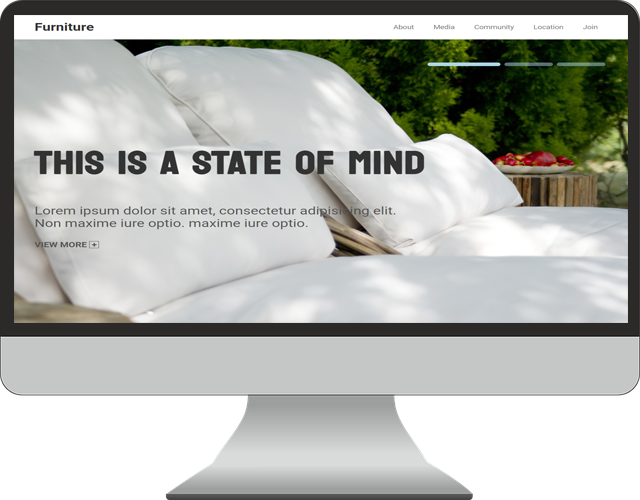 Furniture
About Media Community Location Join
THIS IS A STATE OF MIND
Lorem ipsum dolor sit amet, consectetur adipisicing elit.
Non maxime iure optio. maxime iure optio.
VIEW MORE